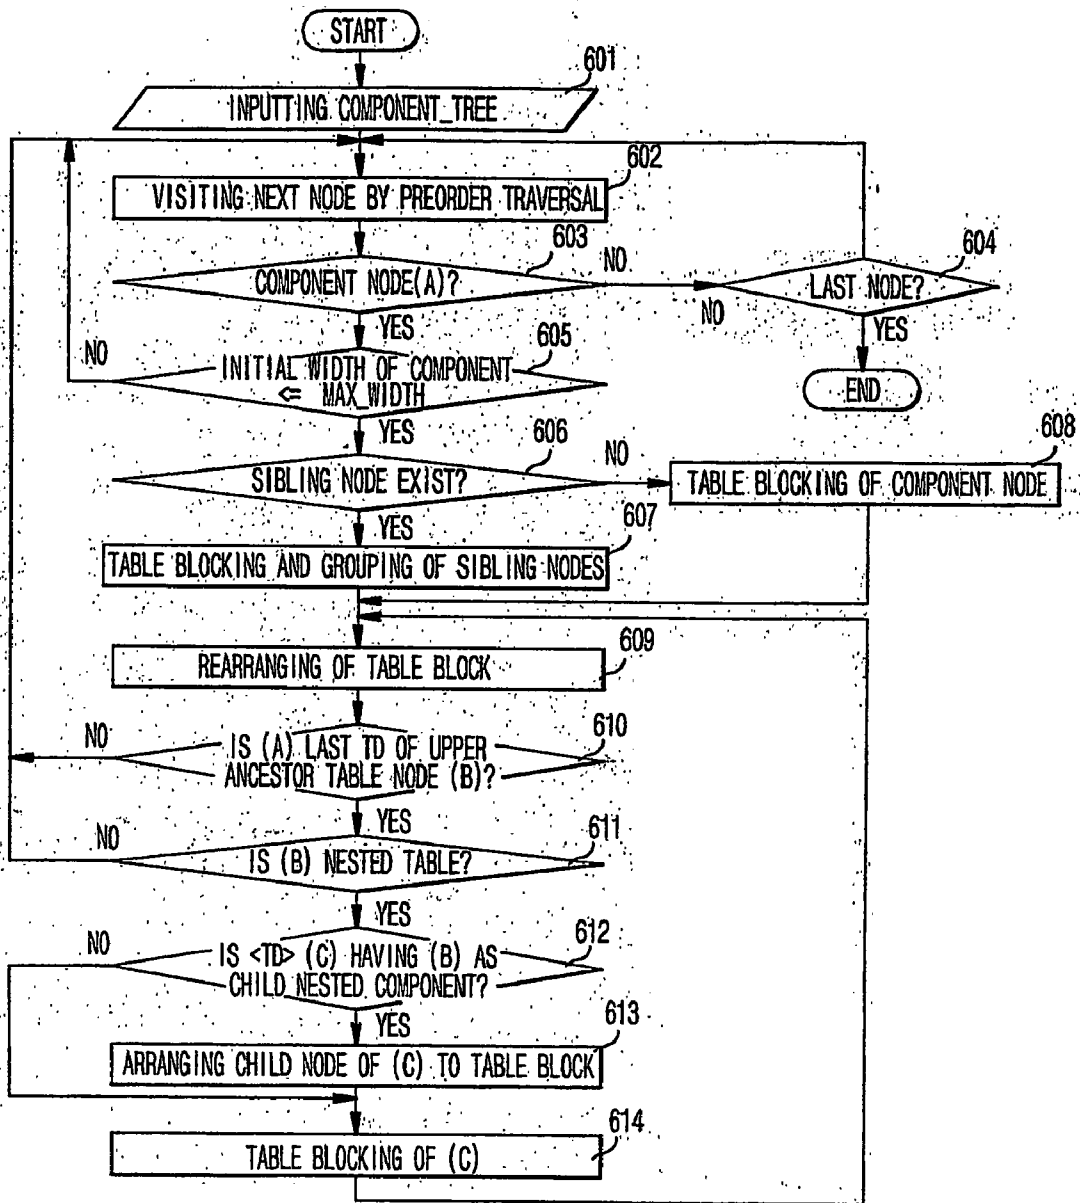 START
601
INPUTTING COMPONENT_TREE
602
VISITING NEXT NODE BY PREORDER TRAVERSAL
603
COMPONENT NODE(A)?
NO
604
LAST NODE?
NO
YES
YES
END
605
NO
INITIAL WIDTH OF COMPONENT
<= MAX_WIDTH
YES
606
SIBLING NODE EXIST?
NO
608
TABLE BLOCKING OF COMPONENT NODE
YES
607
TABLE BLOCKING AND GROUPING OF SIBLING NODES
609
REARRANGING OF TABLE BLOCK
610
NO
IS (A) LAST TD OF UPPER
ANCESTOR TABLE NODE (B)?
YES
611
NO
IS (B) NESTED TABLE?
YES
612
NO
IS <TD> (C) HAVING (B) AS
CHILD NESTED COMPONENT?
YES
613
ARRANGING CHILD NODE OF (C) TO TABLE BLOCK
614
TABLE BLOCKING OF (C)